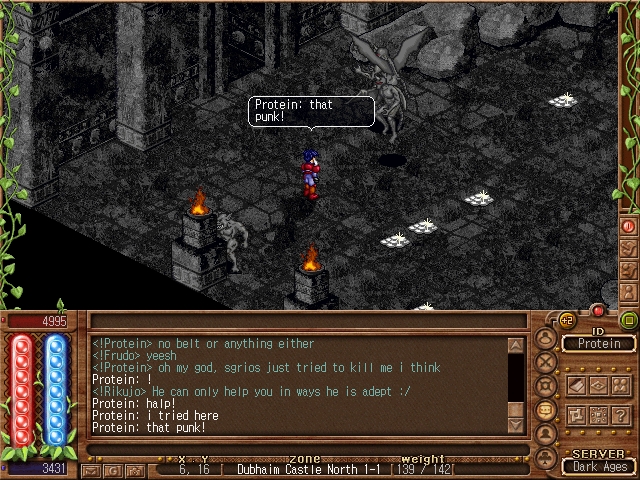 Protein: that
punk!
4995
+2
ID
Protein
<!Protein> no belt or anything either
<!Frudo> yeesh
<!Protein> oh my god, sgrios just tried to kill me i think
Protein: !
<!Rikujo> He can only help you in ways he is adept :/
Protein: halp!
Protein: i tried here
Protein: that punk!
?
SERVER
Dark Ages
x Y zone weight
3431 G 6, 16 [ Dubhaim Castle North 1-1 [139 / 142[